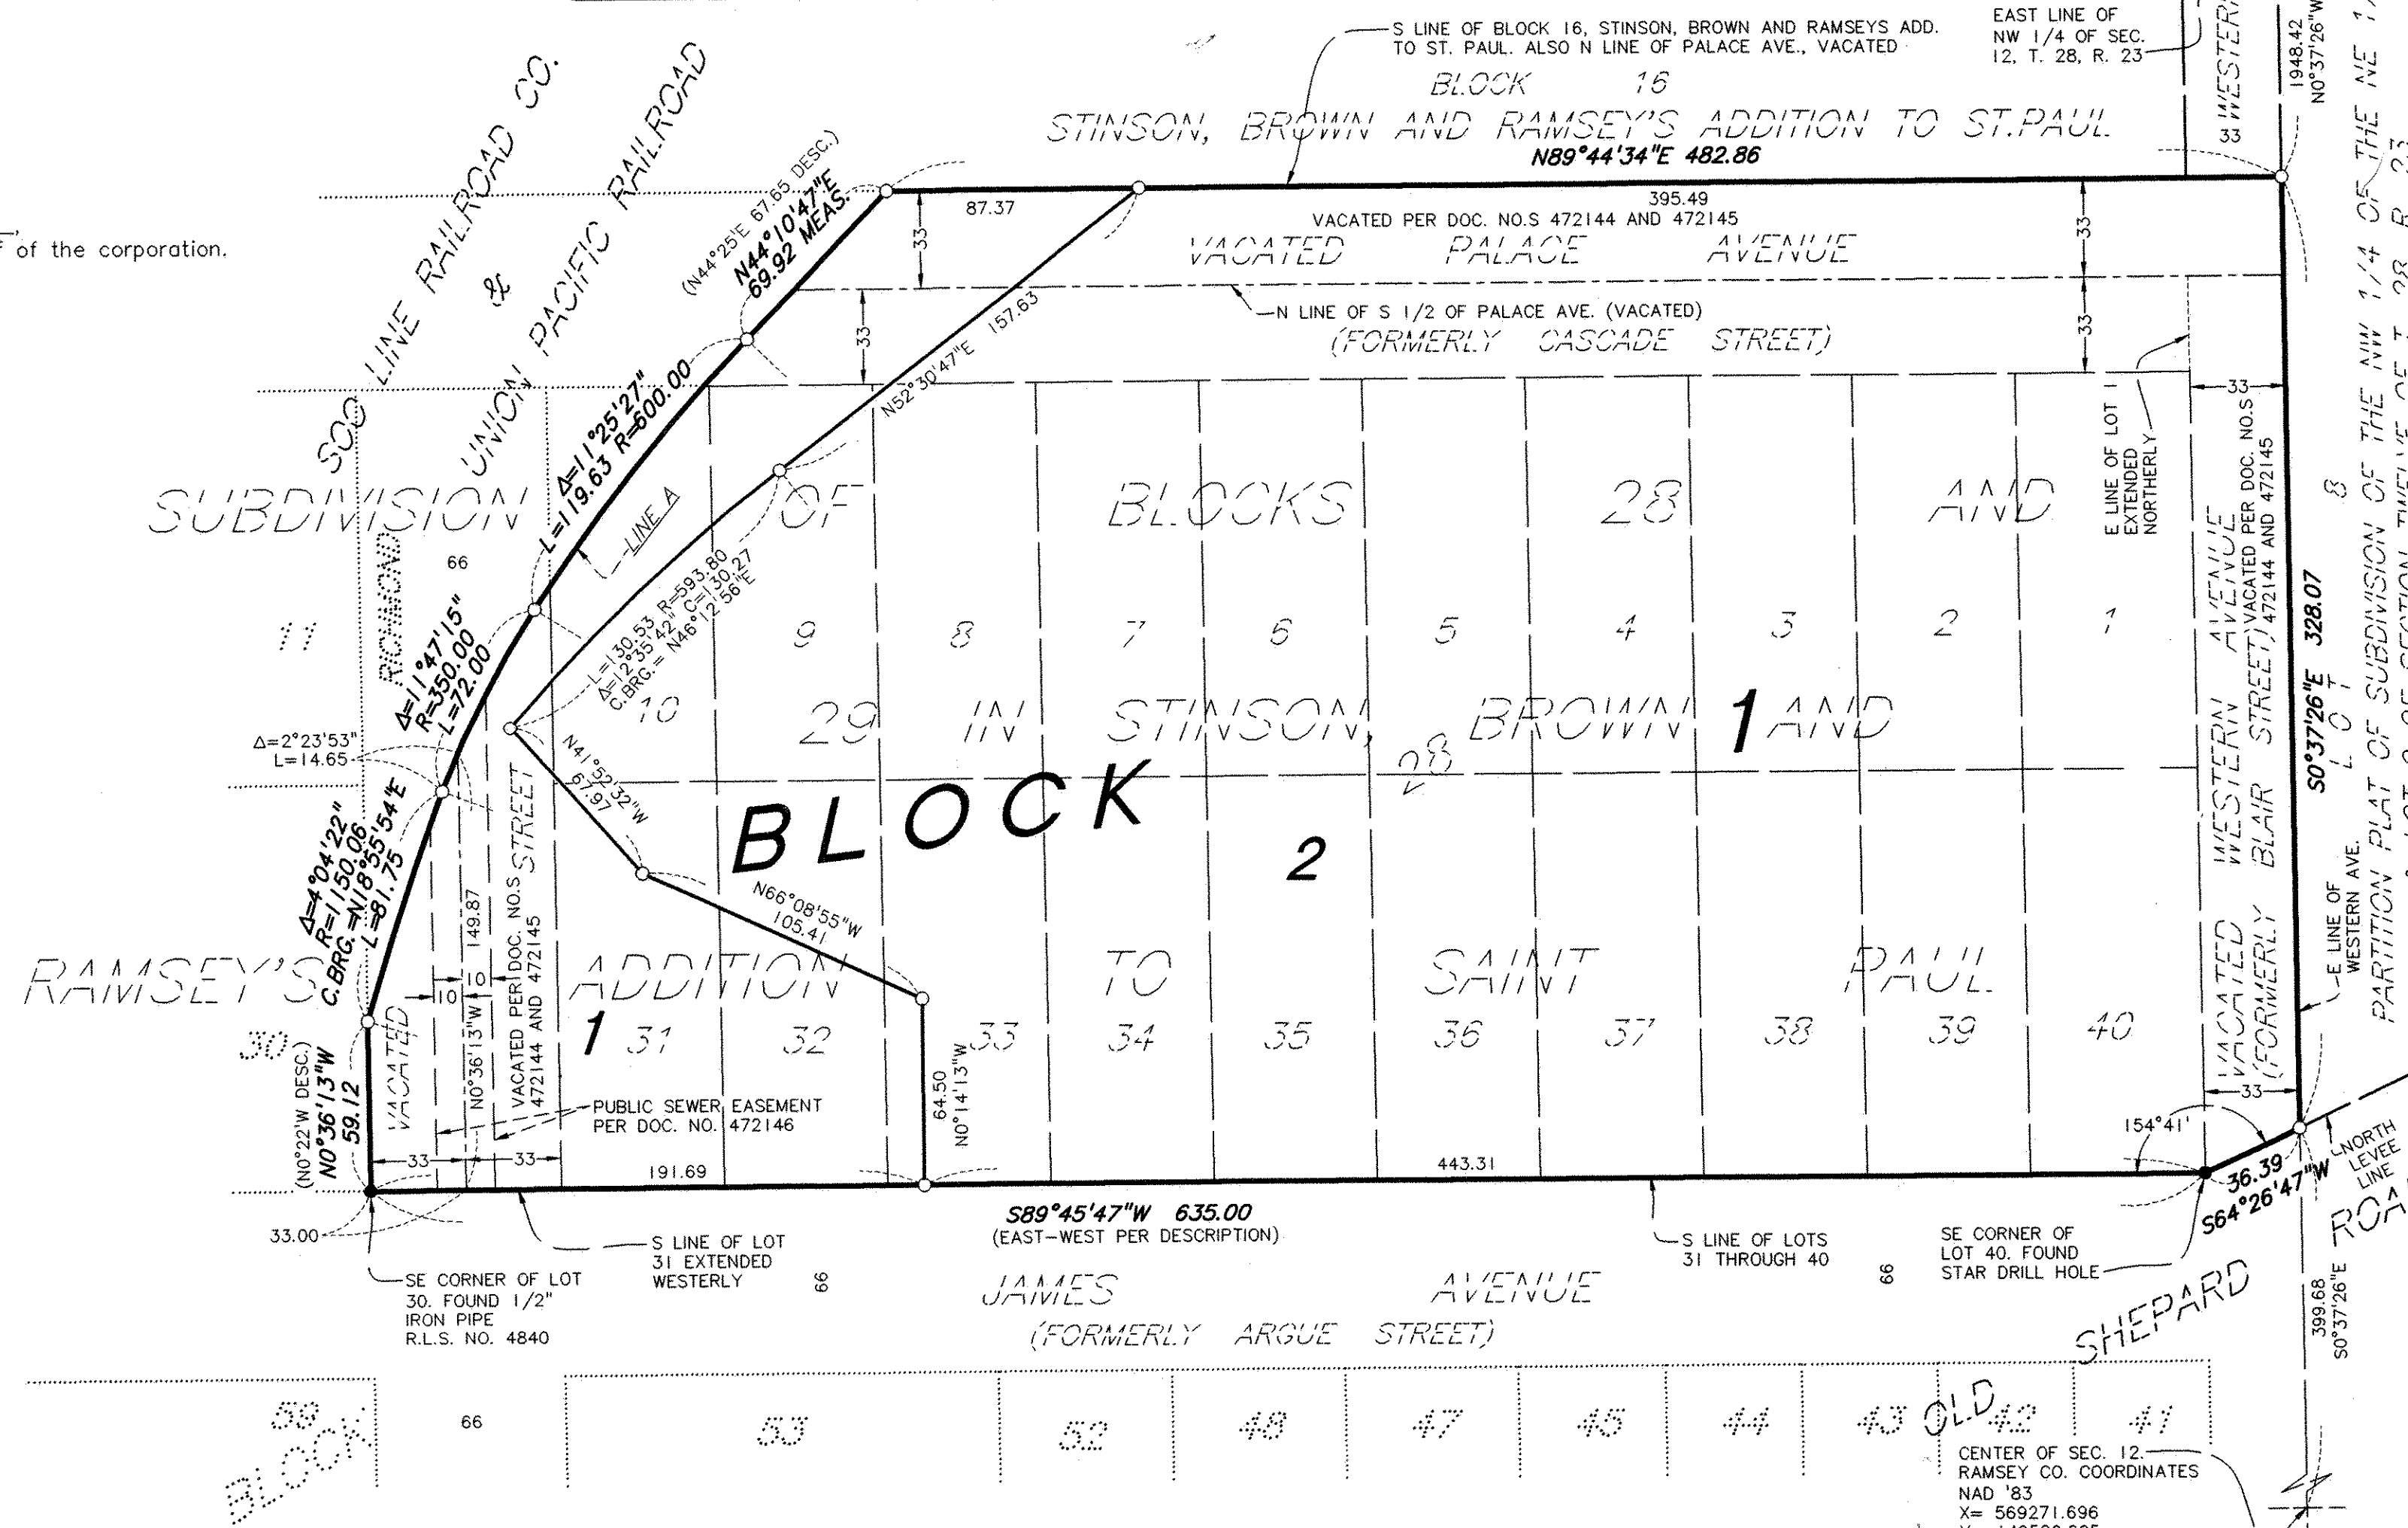 of the corporation.
SOO LINE RAILROAD CO.
&
UNION PACIFIC RAILROAD
S LINE OF BLOCK 16, STINSON, BROWN AND RAMSEYS ADD.
TO ST. PAUL. ALSO N LINE OF PALACE AVE., VACATED
EAST LINE OF
NW 1/4 OF SEC.
12, T. 28, R. 23
WESTERN
33
1948.42
N0°37'26"W
BLOCK 16
STINSON, BROWN AND RAMSEY'S ADDITION TO ST.PAUL
N89°44'34"E 482.86
87.37
395.49
VACATED PER DOC. NO.S 472144 AND 472145
VACATED PALACE AVENUE
33
33
N LINE OF S 1/2 OF PALACE AVE. (VACATED)
(FORMERLY CASCADE STREET)
33
33
(N44°25'E 67.65 DESC.)
N44°10'47"E
69.92 MEAS.
N52°30'47"E 157.63
Δ=11°25'27"
L=119.63 R=600.00
LINE A
E LINE OF LOT 1
EXTENDED
NORTHERLY
33
SUBDIVISION OF BLOCKS 28 AND
RICHMOND
66
L=130.53 R=593.80
Δ=12°35'42" C=130.27
C.BRG.= N46°12'56"E
Δ=11°47'15"
R=350.00
L=72.00
Δ=2°23'53"
L=14.65
11 10 9 8 7 6 5 4 3 2 1
29 IN STINSON, BROWN AND
1
28
BLOCK
2
N41°52'32"W
67.97
N66°08'55"W
105.41
Δ=4°04'22"
R=1150.06
C.BRG.=N18°55'54"E
L=81.75
149.87
N0°36'13"W
10
10
VACATED
STREET
VACATED PER DOC. NO.S
472144 AND 472145
RAMSEY'S ADDITION TO SAINT PAUL
1
30 31 32 33 34 35 36 37 38 39 40
VACATED WESTERN AVENUE
WESTERN AVENUE
VACATED
(FORMERLY BLAIR STREET)
VACATED PER DOC. NO.S
472144 AND 472145
S0°37'26"E 328.07
LOT 8
E LINE OF
WESTERN AVE.
PARTITION PLAT OF SUBDIVISION OF THE NW 1/4 OF THE NE 1/
(N0°22'W DESC.)
N0°36'13"W
59.12
PUBLIC SEWER EASEMENT
PER DOC. NO. 472146
64.50
N0°14'13"W
33
33
191.69
443.31
33
154°41'
36.39
S64°26'47"W
NORTH
LEVEE
LINE
33.00
S89°45'47"W 635.00
(EAST-WEST PER DESCRIPTION)
S LINE OF LOT
31 EXTENDED
WESTERLY
66
SE CORNER OF LOT
30. FOUND 1/2"
IRON PIPE
R.L.S. NO. 4840
S LINE OF LOTS
31 THROUGH 40
66
SE CORNER OF
LOT 40. FOUND
STAR DRILL HOLE
JAMES AVENUE
(FORMERLY ARGUE STREET)
OLD SHEPARD ROA
399.68
S0°37'26"E
66
53 52 48 47 45 44 43 42 41
BLOCK
CENTER OF SEC. 12.
RAMSEY CO. COORDINATES
NAD '83
X= 569271.696